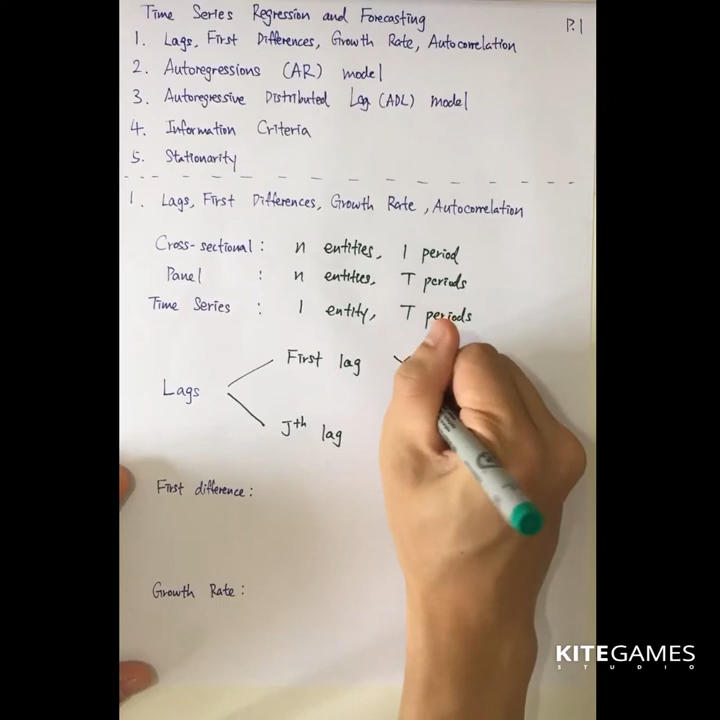 Time Series Regression and Forecasting P.1
1. Lags, First Differences, Growth Rate, Autocorrelation
2. Autoregressions (AR) model
3. Autoregressive Distributed Lag (ADL) model
4. Information Criteria
5. Stationarity
1. Lags, First Differences, Growth Rate, Autocorrelation
Cross-sectional: n entities, 1 period
Panel : n entities, T periods
Time Series : 1 entity, T periods
First lag
Lags
Jth lag
First difference:
Growth Rate:
KITEGAMES
STUDIO